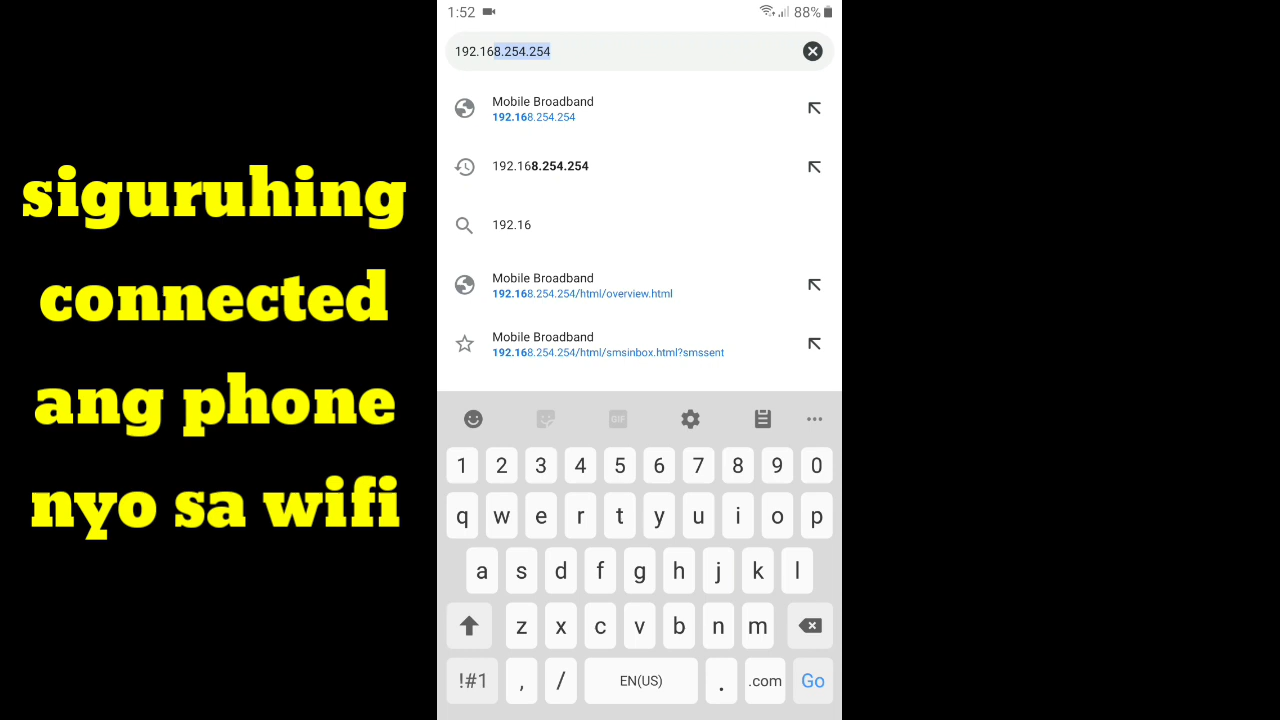 siguruhing
connected
ang phone
nyo sa wifi
1:52
88%
192.168.254.254
Mobile Broadband
192.168.254.254
192.168.254.254
192.16
Mobile Broadband
192.168.254.254/html/overview.html
Mobile Broadband
192.168.254.254/html/smsinbox.html?smssent
GIF
1 2 3 4 5 6 7 8 9 0
q w e r t y u i o p
a s d f g h j k l
z x c v b n m
!#1 , / EN(US) . .com Go